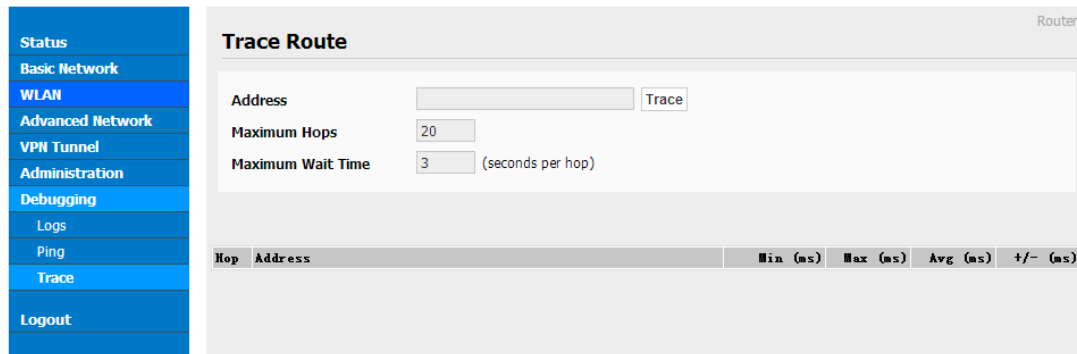 Router
Trace Route
Status
Basic Network
WLAN
Advanced Network
VPN Tunnel
Administration
Debugging
Logs
Ping
Trace
Logout
Address Trace
Maximum Hops 20
Maximum Wait Time 3 (seconds per hop)
Hop Address Min (ms) Max (ms) Avg (ms) +/- (ms)